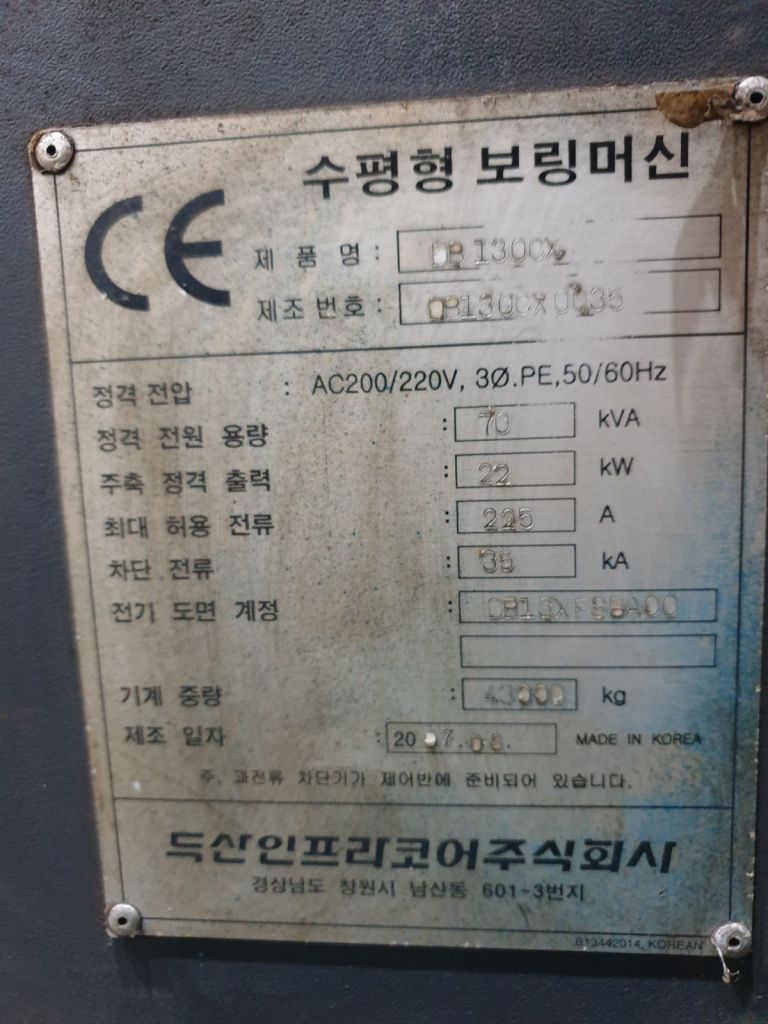 CE
수평형 보링머신
제 품 명 : DB130CX
제조 번호 : DB130CX0035
정격 전압 : AC200/220V, 3Ø.PE,50/60Hz
정격 전원 용량 : 70 kVA
주축 정격 출력 : 22 kW
최대 허용 전류 : 225 A
차단 전류 : 35 kA
전기 도면 계정 :
기계 중량 : 43000 kg
제조 일자 : 2007.06. MADE IN KOREA
주. 과전류 차단기가 제어반에 준비되어 있습니다.
두산인프라코어주식회사
경상남도 창원시 남산동 601-3번지
B13442014, KOREAN